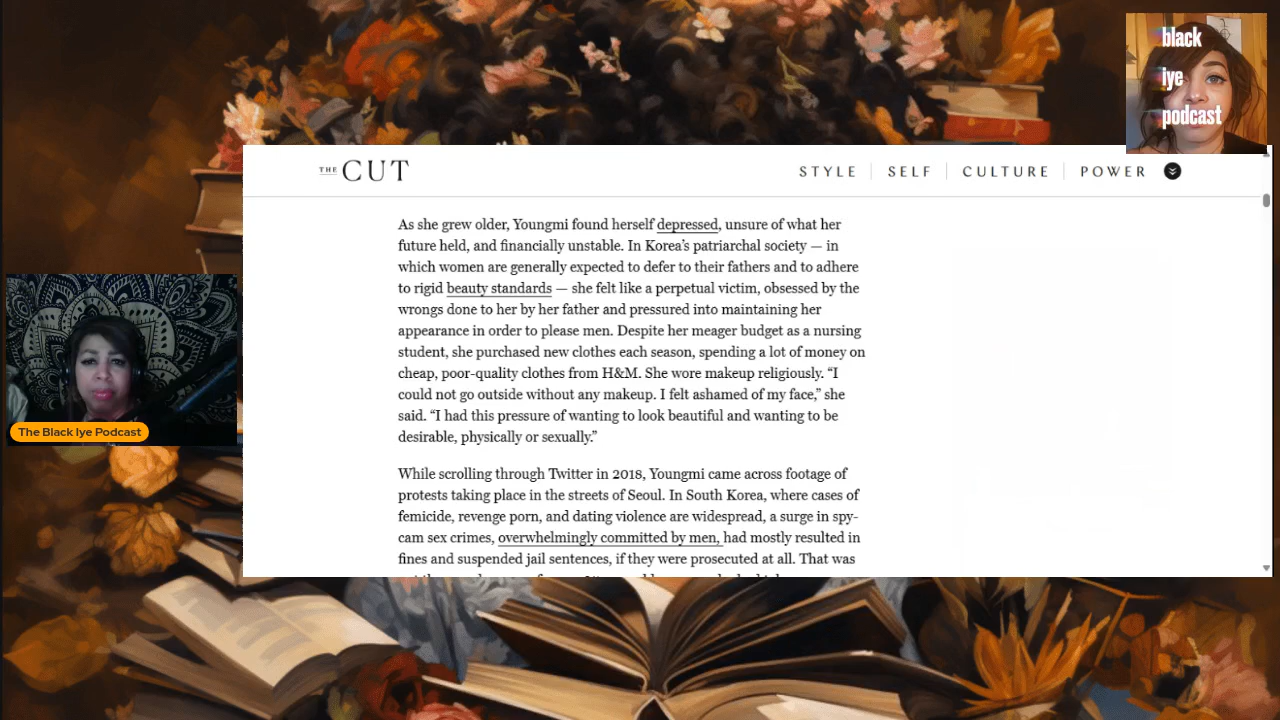 black
iye
podcast
THE CUT
STYLE
SELF
CULTURE
POWER
As she grew older, Youngmi found herself depressed, unsure of what her
future held, and financially unstable. In Korea’s patriarchal society — in
which women are generally expected to defer to their fathers and to adhere
to rigid beauty standards — she felt like a perpetual victim, obsessed by the
wrongs done to her by her father and pressured into maintaining her
appearance in order to please men. Despite her meager budget as a nursing
student, she purchased new clothes each season, spending a lot of money on
cheap, poor-quality clothes from H&M. She wore makeup religiously. “I
could not go outside without any makeup. I felt ashamed of my face,” she
said. “I had this pressure of wanting to look beautiful and wanting to be
desirable, physically or sexually.”
While scrolling through Twitter in 2018, Youngmi came across footage of
protests taking place in the streets of Seoul. In South Korea, where cases of
femicide, revenge porn, and dating violence are widespread, a surge in spy-
cam sex crimes, overwhelmingly committed by men, had mostly resulted in
fines and suspended jail sentences, if they were prosecuted at all. That was
The Black Iye Podcast